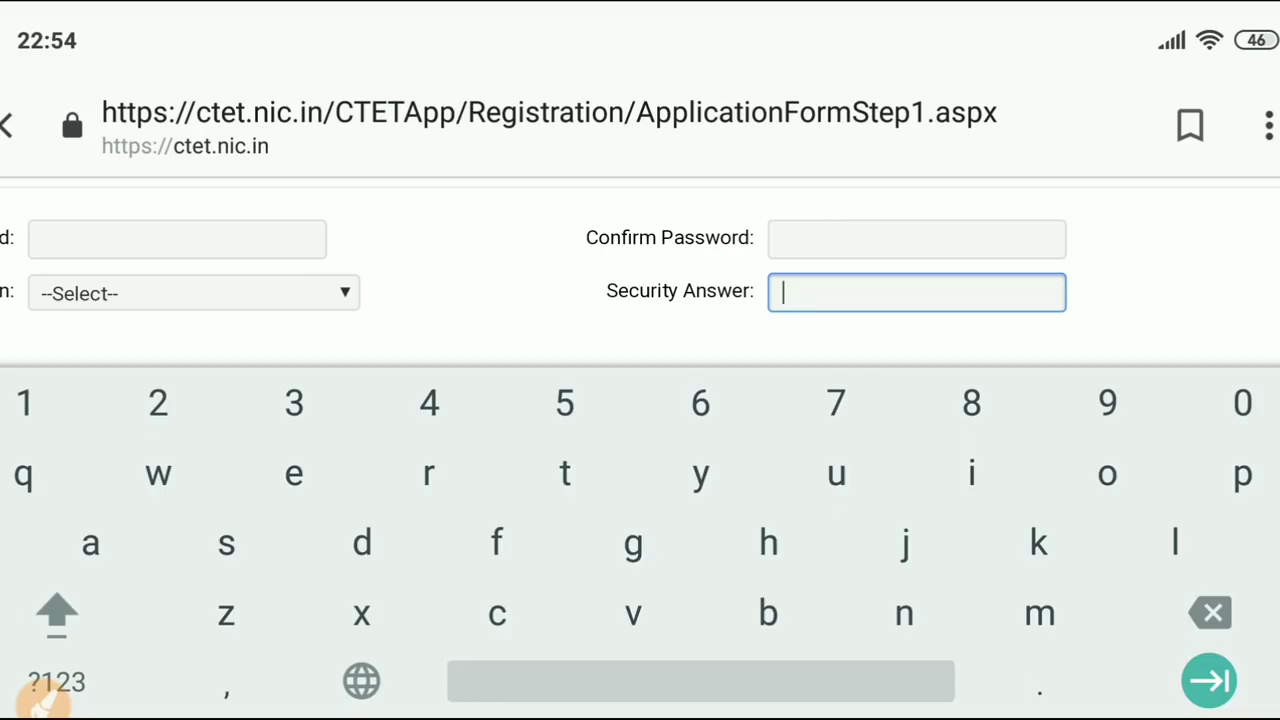 22:54
46
https://ctet.nic.in/CTETApp/Registration/ApplicationFormStep1.aspx
https://ctet.nic.in
d:
Confirm Password:
n: --Select--
Security Answer:
1 2 3 4 5 6 7 8 9 0
q w e r t y u i o p
a s d f g h j k l
z x c v b n m
?123 , .